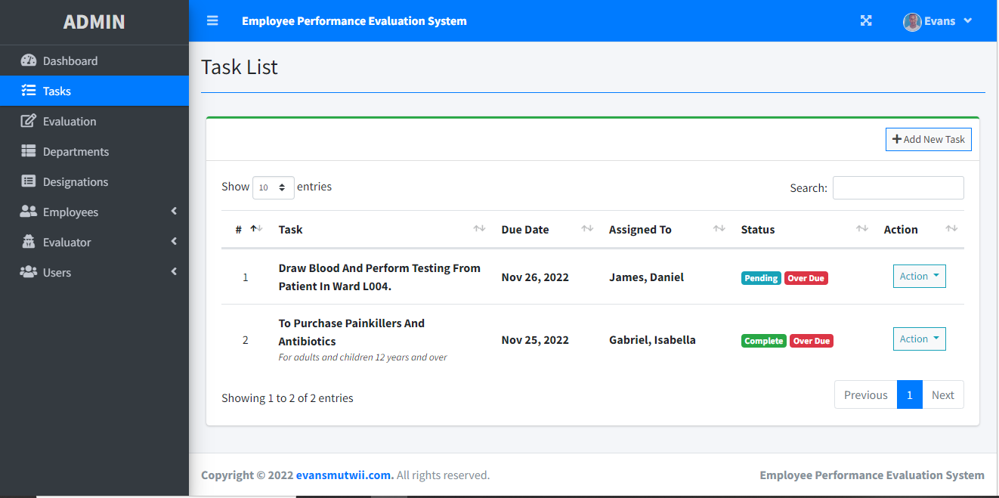 ADMIN
Employee Performance Evaluation System
Evans
Dashboard
Tasks
Evaluation
Departments
Designations
Employees
Evaluator
Users
Task List
Add New Task
Show 10 entries
Search:
# Task Due Date Assigned To Status Action
1 Draw Blood And Perform Testing From Patient In Ward L004. Nov 26, 2022 James, Daniel Pending Over Due Action
2 To Purchase Painkillers And Antibiotics Nov 25, 2022 Gabriel, Isabella Complete Over Due Action
For adults and children 12 years and over
Showing 1 to 2 of 2 entries
Previous 1 Next
Copyright © 2022 evansmutwii.com. All rights reserved.
Employee Performance Evaluation System